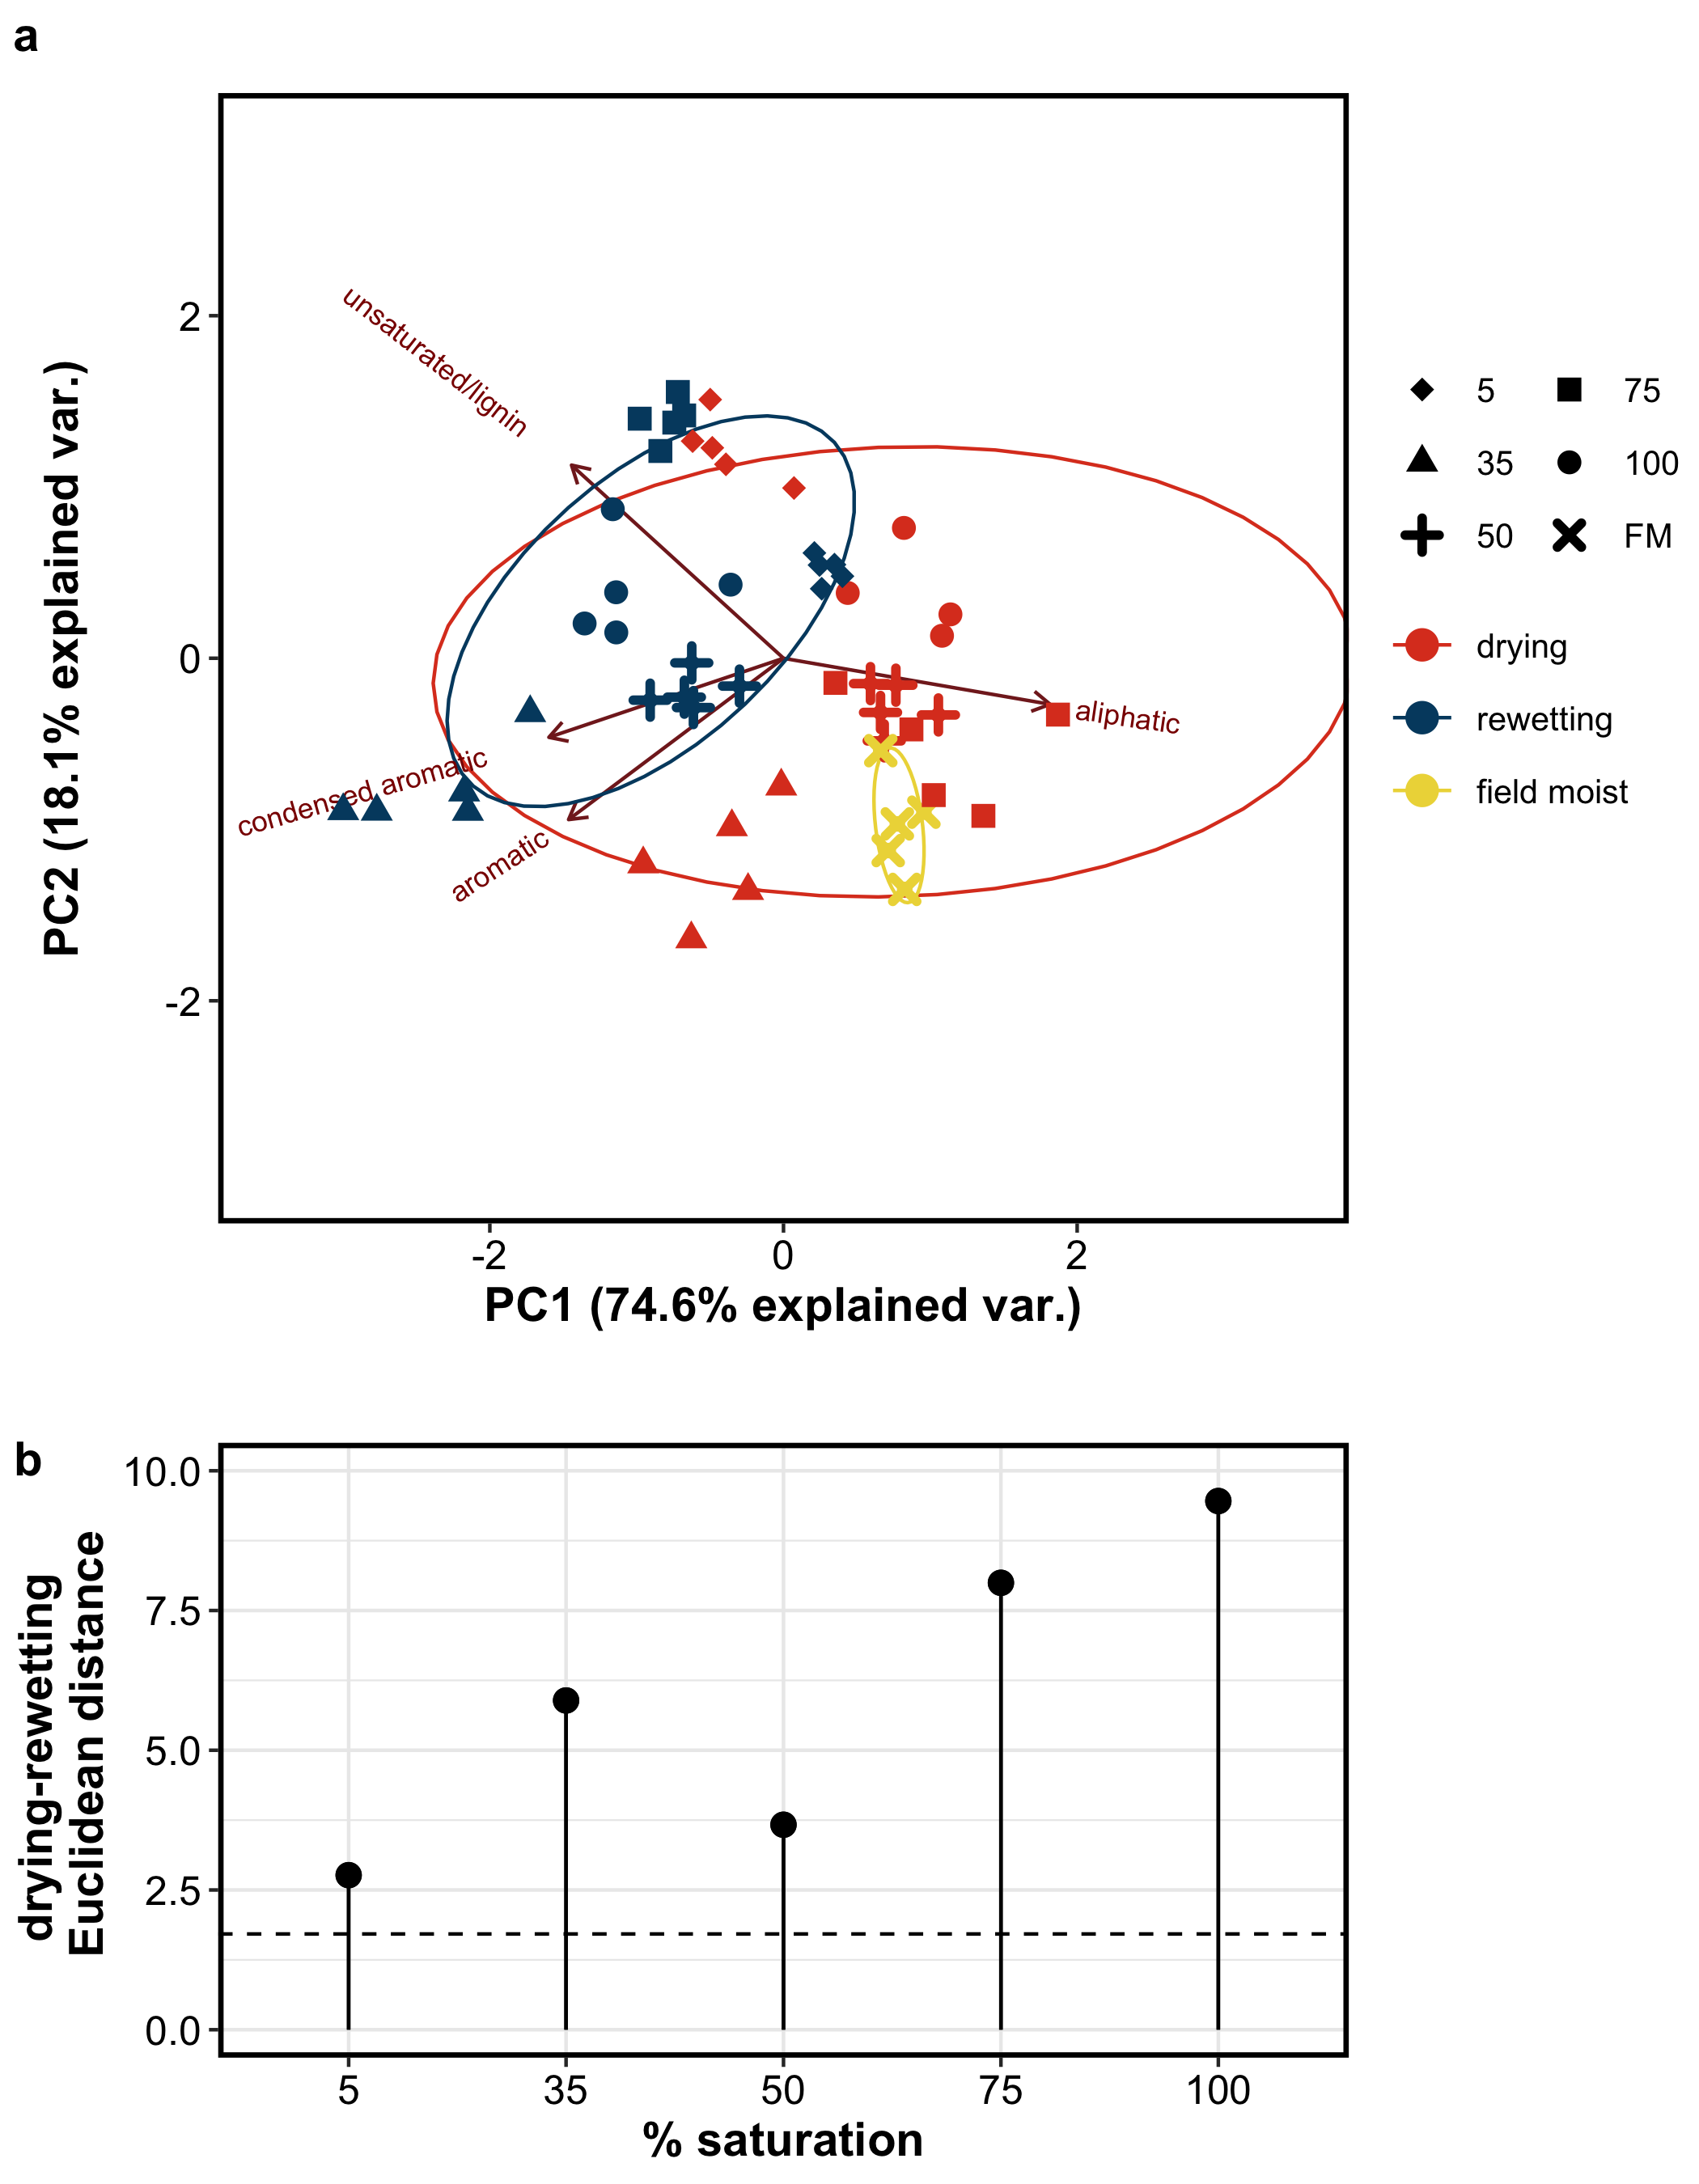 a
PC2 (18.1% explained var.)
2
0
-2
unsaturated/lignin
condensed aromatic
aromatic
aliphatic
-2
0
2
PC1 (74.6% explained var.)
5
75
35
100
50
FM
drying
rewetting
field moist
b
drying-rewetting
Euclidean distance
10.0
7.5
5.0
2.5
0.0
5
35
50
75
100
% saturation